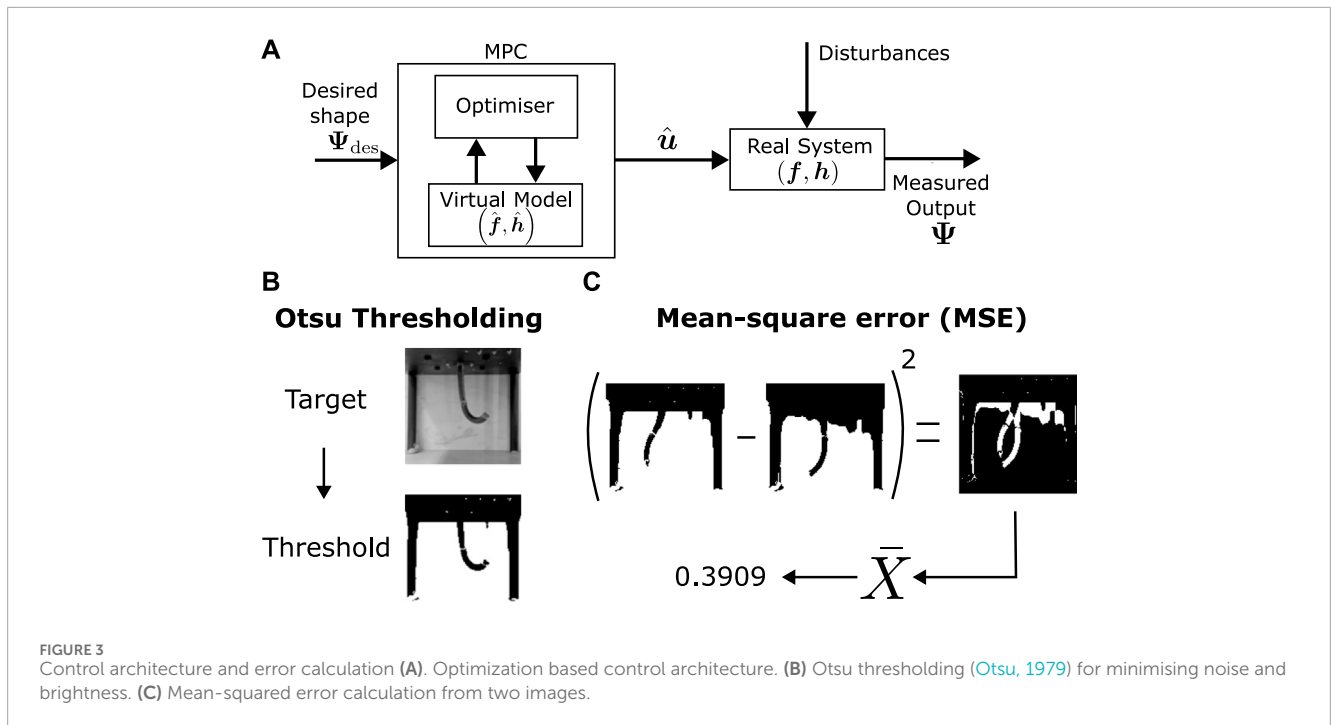 A
MPC
Disturbances
Desired
shape
Ψdes
Optimiser
Virtual Model
(f̂, ĥ)
û
Real System
(f, h)
Measured
Output
Ψ̄
B
C
Otsu Thresholding
Mean-square error (MSE)
Target
Threshold
( − )² =
0.3909
X̄
FIGURE 3
Control architecture and error calculation (A). Optimization based control architecture. (B) Otsu thresholding (Otsu, 1979) for minimising noise and
brightness. (C) Mean-squared error calculation from two images.